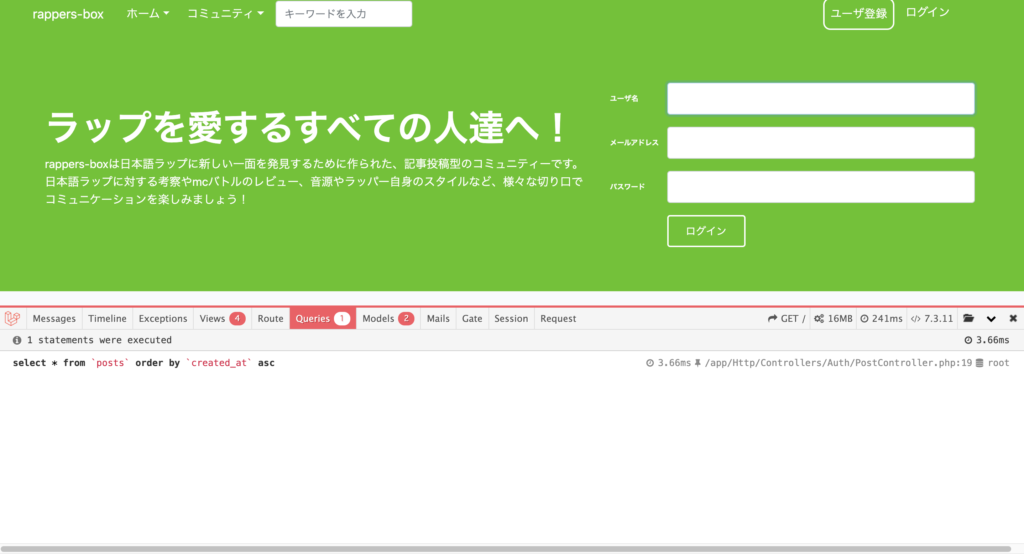 rappers-box ホーム コミュニティ キーワードを入力 ユーザ登録 ログイン
ユーザ名
ラップを愛するすべての人達へ！
メールアドレス
rappers-boxは日本語ラップに新しい一面を発見するために作られた、記事投稿型のコミュニティーです。
日本語ラップに対する考察やmcバトルのレビュー、音源やラッパー自身のスタイルなど、様々な切り口で
コミュニケーションを楽しみましょう！
パスワード
ログイン
Messages Timeline Exceptions Views 4 Route Queries 1 Models 2 Mails Gate Session Request GET / 16MB 241ms 7.3.11
1 statements were executed 3.66ms
select * from `posts` order by `created_at` asc 3.66ms /app/Http/Controllers/Auth/PostController.php:19 root